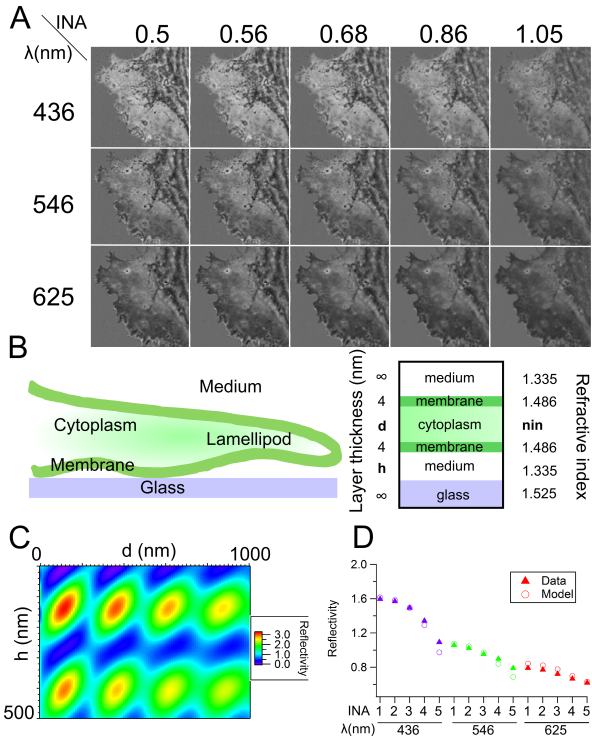 A
INA
λ(nm)
0.5 0.56 0.68 0.86 1.05
436
546
625
B
Medium
Cytoplasm
Lamellipod
Membrane
Glass
Layer thickness (nm)
Refractive index
∞ medium 1.335
4 membrane 1.486
d cytoplasm nin
4 membrane 1.486
h medium 1.335
∞ glass 1.525
C
0 d (nm) 1000
h (nm)
500
3.0
2.0
1.0
0.0
Reflectivity
D
Reflectivity
2.0
1.6
1.2
0.8
Data
Model
INA 1 2 3 4 5 1 2 3 4 5 1 2 3 4 5
λ(nm) 436 546 625